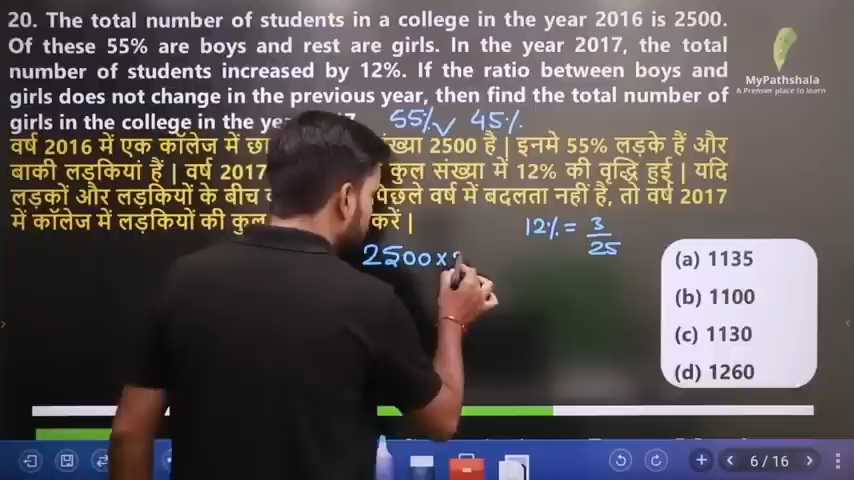 20. The total number of students in a college in the year 2016 is 2500.
Of these 55% are boys and rest are girls. In the year 2017, the total
number of students increased by 12%. If the ratio between boys and
girls does not change in the previous year, then find the total number of
girls in the college in the
55% ✓ 45%
वर्ष 2016 में एक कॉलेज में ख्या 2500 है | इनमे 55% लड़के हैं और
बाकी लड़कियां हैं | वर्ष 2017 कुल संख्या में 12% की वृद्धि हुई | यदि
लड़कों और लड़कियों के बीच पिछले वर्ष में बदलता नहीं है, तो वर्ष 2017
में कॉलेज में लड़कियों की कुल करें |
12% = 3/25
2500 ×
(a) 1135
(b) 1100
(c) 1130
(d) 1260
MyPathshala
A Premier place to learn
6 / 16